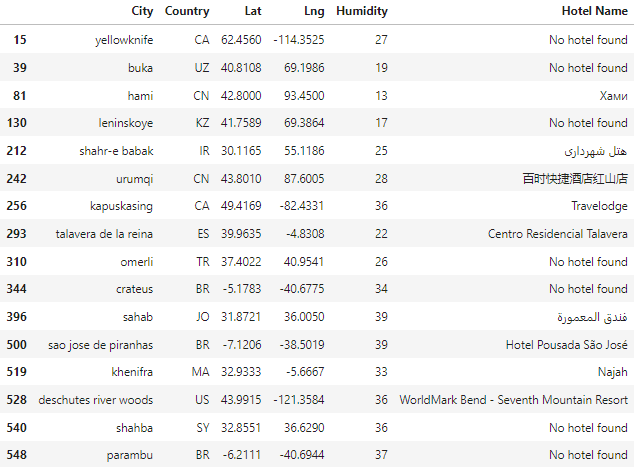 City Country Lat Lng Humidity Hotel Name
15 yellowknife CA 62.4560 -114.3525 27 No hotel found
39 buka UZ 40.8108 69.1986 19 No hotel found
81 hami CN 42.8000 93.4500 13 Хами
130 leninskoye KZ 41.7589 69.3864 17 No hotel found
212 shahr-e babak IR 30.1165 55.1186 25 هتل شهرداری
242 urumqi CN 43.8010 87.6005 28 百时快捷酒店红山店
256 kapuskasing CA 49.4169 -82.4331 36 Travelodge
293 talavera de la reina ES 39.9635 -4.8308 22 Centro Residencial Talavera
310 omerli TR 37.4022 40.9541 26 No hotel found
344 crateus BR -5.1783 -40.6775 34 No hotel found
396 sahab JO 31.8721 36.0050 39 فندق المعمورة
500 sao jose de piranhas BR -7.1206 -38.5019 39 Hotel Pousada São José
519 khenifra MA 32.9333 -5.6667 33 Najah
528 deschutes river woods US 43.9915 -121.3584 36 WorldMark Bend - Seventh Mountain Resort
540 shahba SY 32.8551 36.6290 36 No hotel found
548 parambu BR -6.2111 -40.6944 37 No hotel found